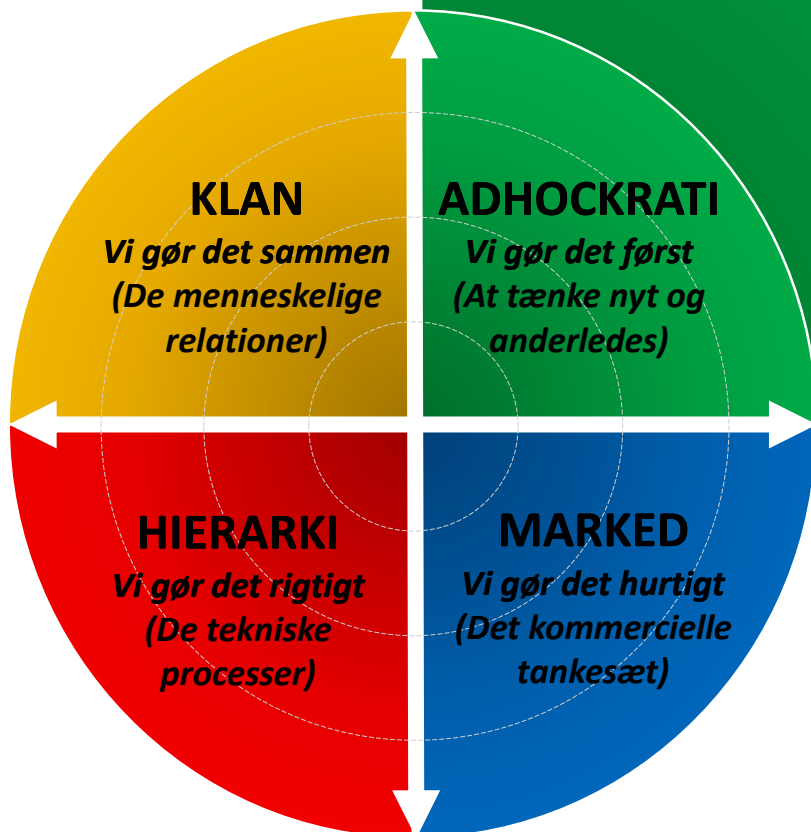 KLAN
Vi gør det sammen
(De menneskelige
relationer)
ADHOCKRATI
Vi gør det først
(At tænke nyt og
anderledes)
HIERARKI
Vi gør det rigtigt
(De tekniske
processer)
MARKED
Vi gør det hurtigt
(Det kommercielle
tankesæt)